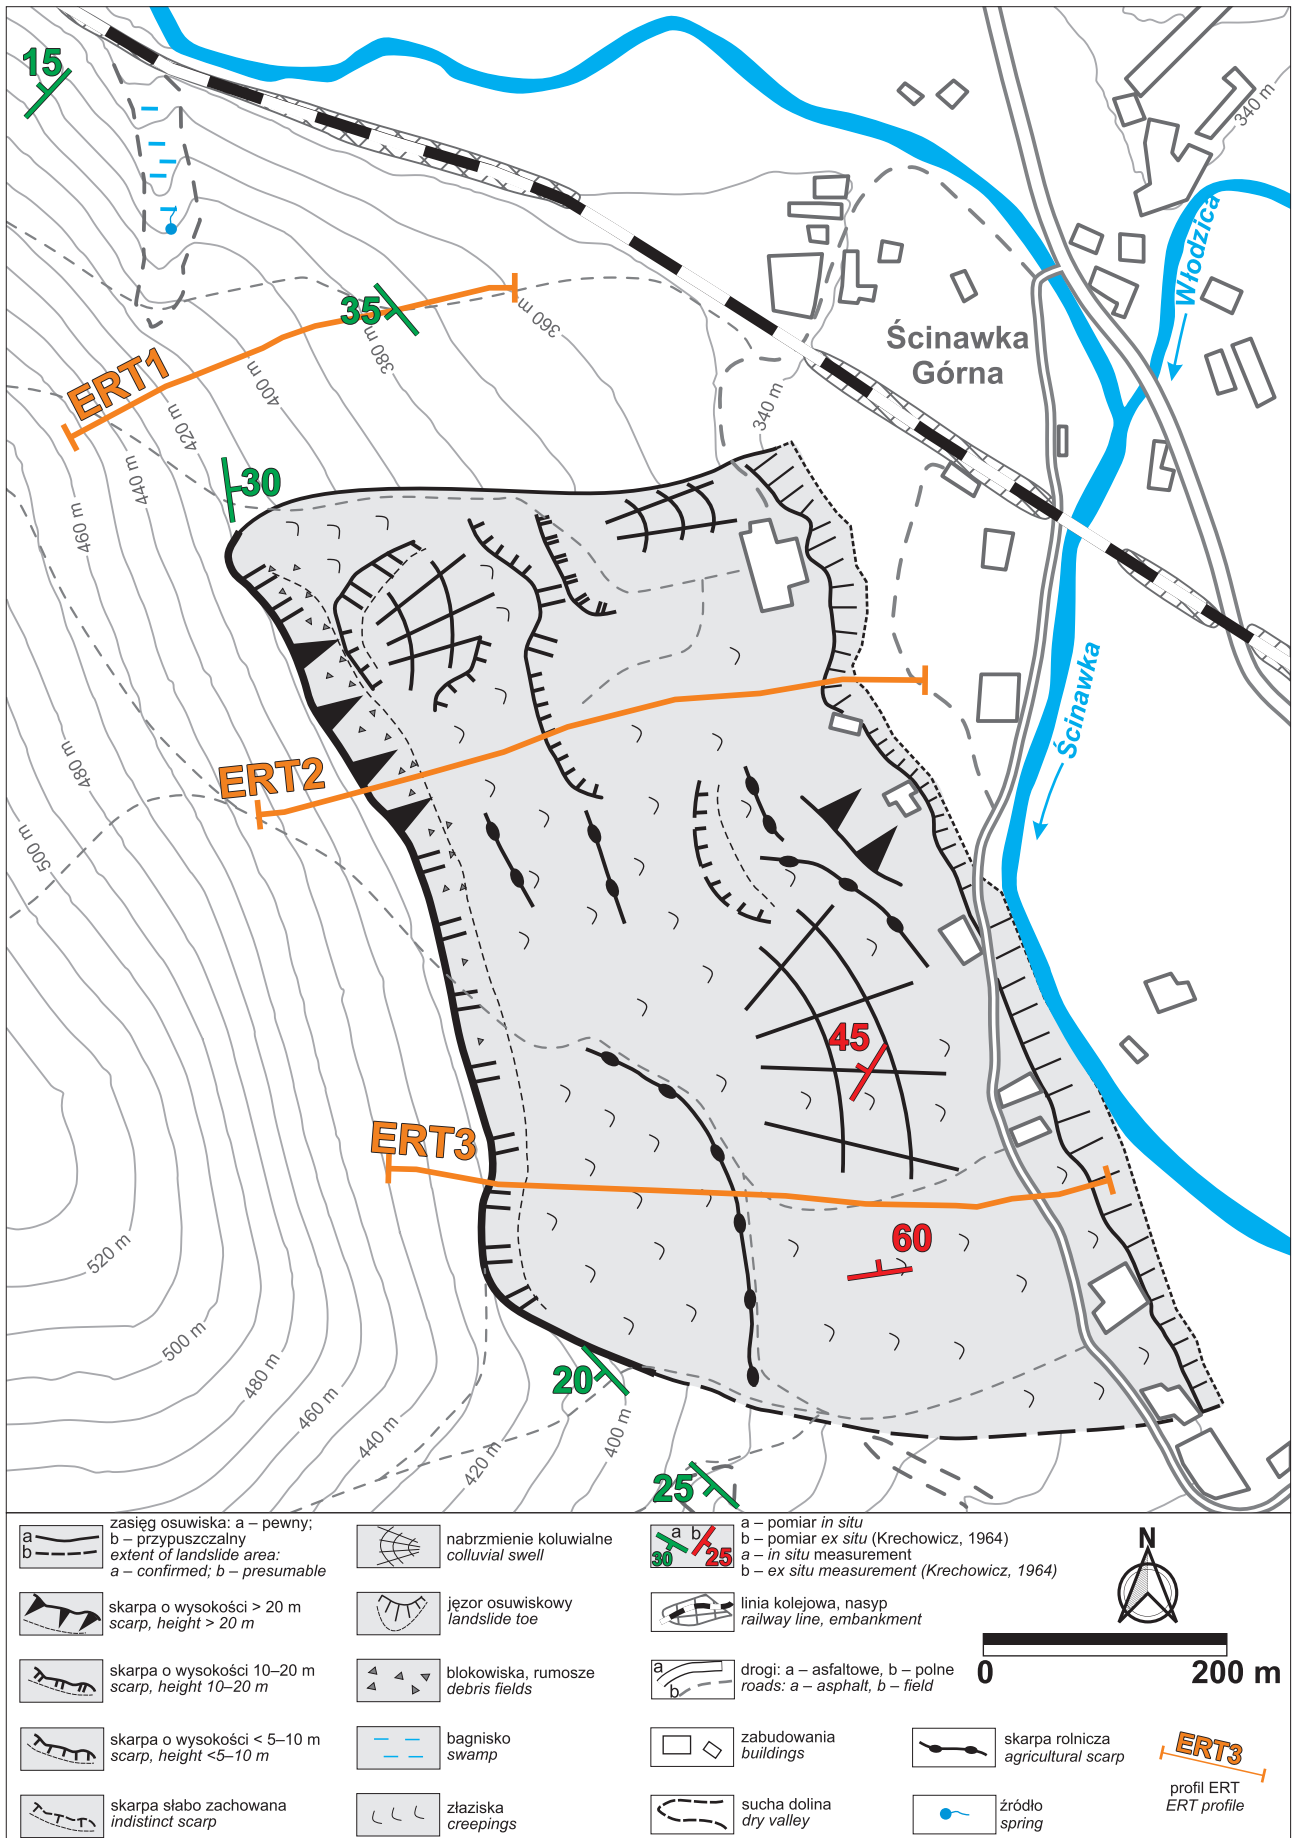 15
340 m
Włodzica
35
360 m
380 m
Ścinawka
Górna
ERT1
400 m
420 m
340 m
440 m
30
460 m
Ścinawka
480 m
ERT2
500 m
45
ERT3
60
520 m
500 m
480 m
20
460 m
440 m
400 m
420 m
25
a
b
zasięg osuwiska: a – pewny;
b – przypuszczalny
extent of landslide area:
a – confirmed; b – presumable
skarpa o wysokości > 20 m
scarp, height > 20 m
skarpa o wysokości 10–20 m
scarp, height 10–20 m
skarpa o wysokości < 5–10 m
scarp, height <5–10 m
skarpa słabo zachowana
indistinct scarp
nabrzmienie koluwialne
colluvial swell
jęzor osuwiskowy
landslide toe
blokowiska, rumosze
debris fields
bagnisko
swamp
złaziska
creepings
a b
30 25
a – pomiar in situ
b – pomiar ex situ (Krechowicz, 1964)
a – in situ measurement
b – ex situ measurement (Krechowicz, 1964)
linia kolejowa, nasyp
railway line, embankment
a
b
drogi: a – asfaltowe, b – polne
roads: a – asphalt, b – field
zabudowania
buildings
sucha dolina
dry valley
N
0 200 m
skarpa rolnicza
agricultural scarp
źródło
spring
ERT3
profil ERT
ERT profile